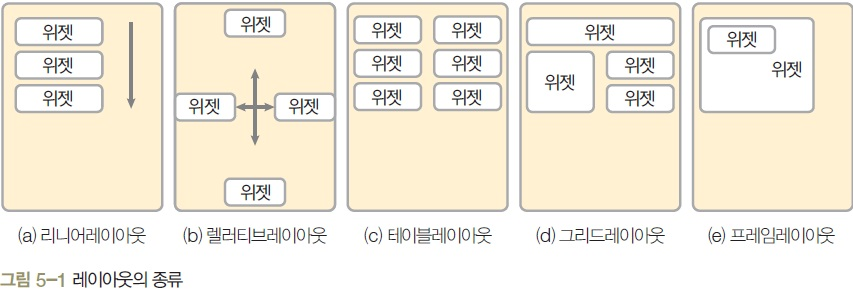 위젯
위젯
위젯
(a) 리니어레이아웃
위젯
위젯 위젯
위젯
(b) 렐러티브레이아웃
위젯 위젯
위젯 위젯
위젯 위젯
(c) 테이블레이아웃
위젯
위젯 위젯
위젯
(d) 그리드레이아웃
위젯
위젯
(e) 프레임레이아웃
그림 5-1 레이아웃의 종류